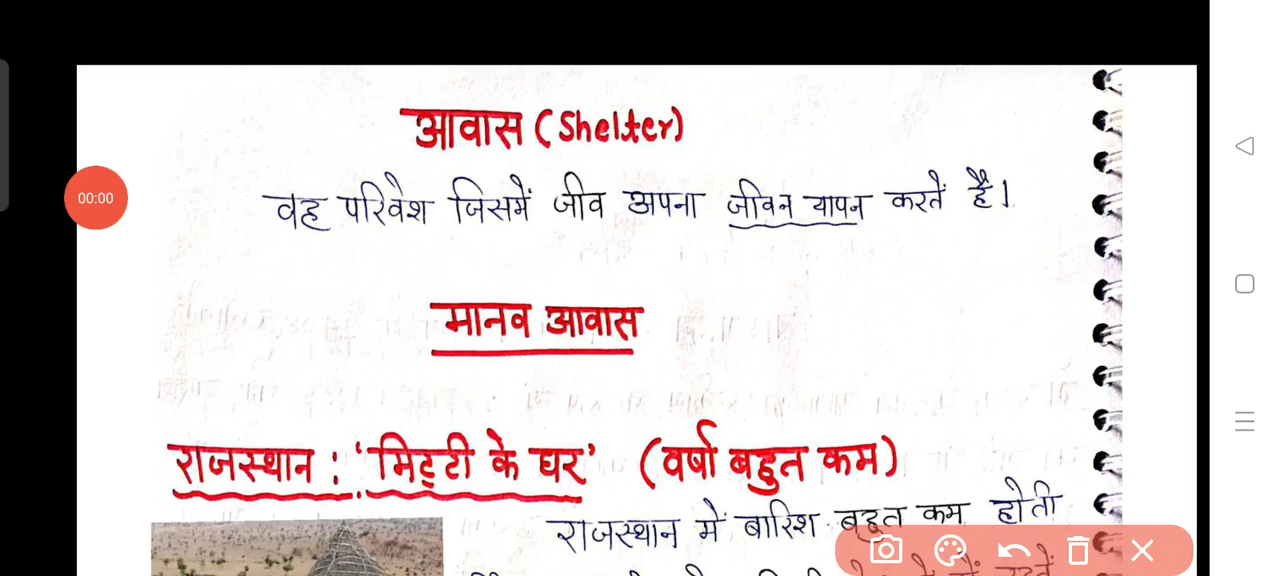 आवास (Shelter)
00:00
वह परिवेश जिसमें जीव अपना जीवन यापन करतें हैं।
मानव आवास
राजस्थान : 'मिट्टी के घर' (वर्षा बहुत कम)
राजस्थान में बारिश बहुत कम होती